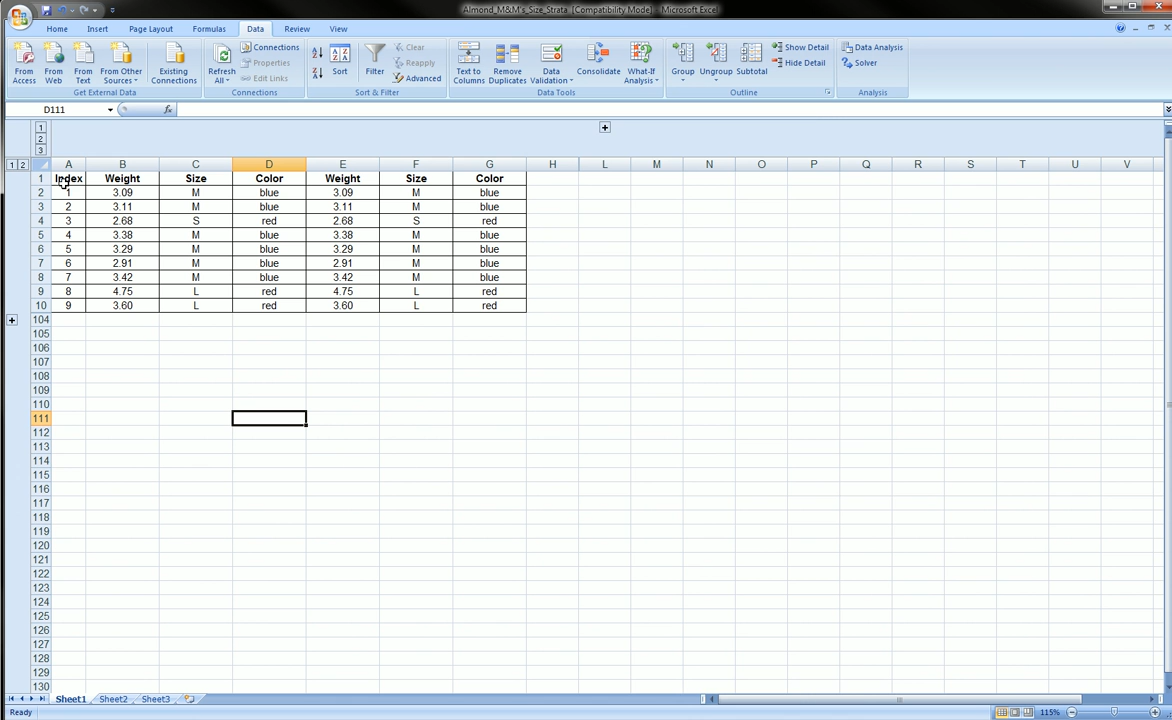 Almond_M&M's_Size_Strata [Compatibility Mode] - Microsoft Excel
Home Insert Page Layout Formulas Data Review View
From Access From Web From Text From Other Sources Existing Connections Refresh All Connections Properties Edit Links Sort Filter Clear Reapply Advanced Text to Columns Remove Duplicates Data Validation Consolidate What-If Analysis Group Ungroup Subtotal Show Detail Hide Detail Data Analysis Solver
Get External Data Connections Sort & Filter Data Tools Outline Analysis
D111 fx
1
2
3
1 2 A B C D E F G H L M N O P Q R S T U V
1 Index Weight Size Color Weight Size Color
2 1 3.09 M blue 3.09 M blue
3 2 3.11 M blue 3.11 M blue
4 3 2.68 S red 2.68 S red
5 4 3.38 M blue 3.38 M blue
6 5 3.29 M blue 3.29 M blue
7 6 2.91 M blue 2.91 M blue
8 7 3.42 M blue 3.42 M blue
9 8 4.75 L red 4.75 L red
10 9 3.60 L red 3.60 L red
104
105
106
107
108
109
110
111
112
113
114
115
116
117
118
119
120
121
122
123
124
125
126
127
128
129
130
Sheet1 Sheet2 Sheet3
Ready 115%